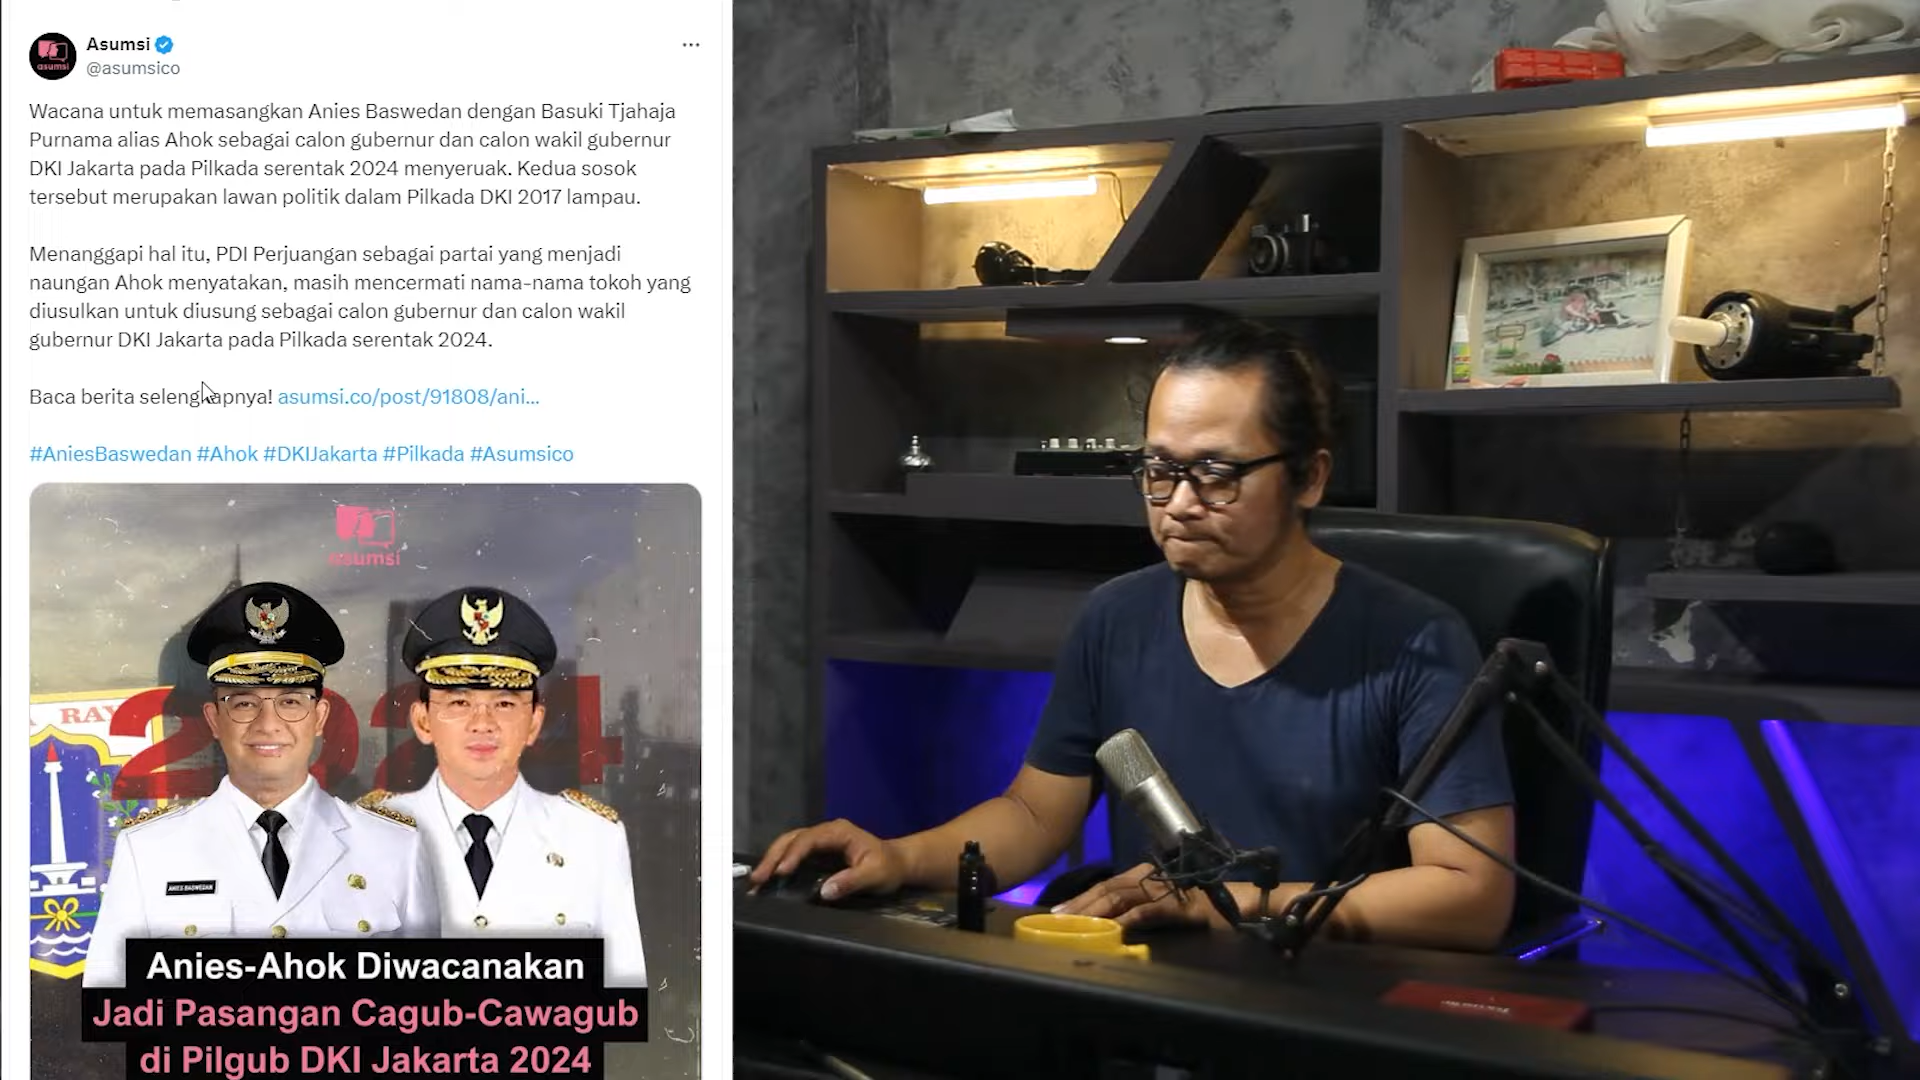 Asumsi
@asumsico
Wacana untuk memasangkan Anies Baswedan dengan Basuki Tjahaja
Purnama alias Ahok sebagai calon gubernur dan calon wakil gubernur
DKI Jakarta pada Pilkada serentak 2024 menyeruak. Kedua sosok
tersebut merupakan lawan politik dalam Pilkada DKI 2017 lampau.
Menanggapi hal itu, PDI Perjuangan sebagai partai yang menjadi
naungan Ahok menyatakan, masih mencermati nama-nama tokoh yang
diusulkan untuk diusung sebagai calon gubernur dan calon wakil
gubernur DKI Jakarta pada Pilkada serentak 2024.
Baca berita selengkapnya! asumsi.co/post/91808/ani...
#AniesBaswedan #Ahok #DKIJakarta #Pilkada #Asumsico
asumsi
asumsi
RAY
2024
ANIES BASWEDAN
Anies-Ahok Diwacanakan
Jadi Pasangan Cagub-Cawagub
di Pilgub DKI Jakarta 2024